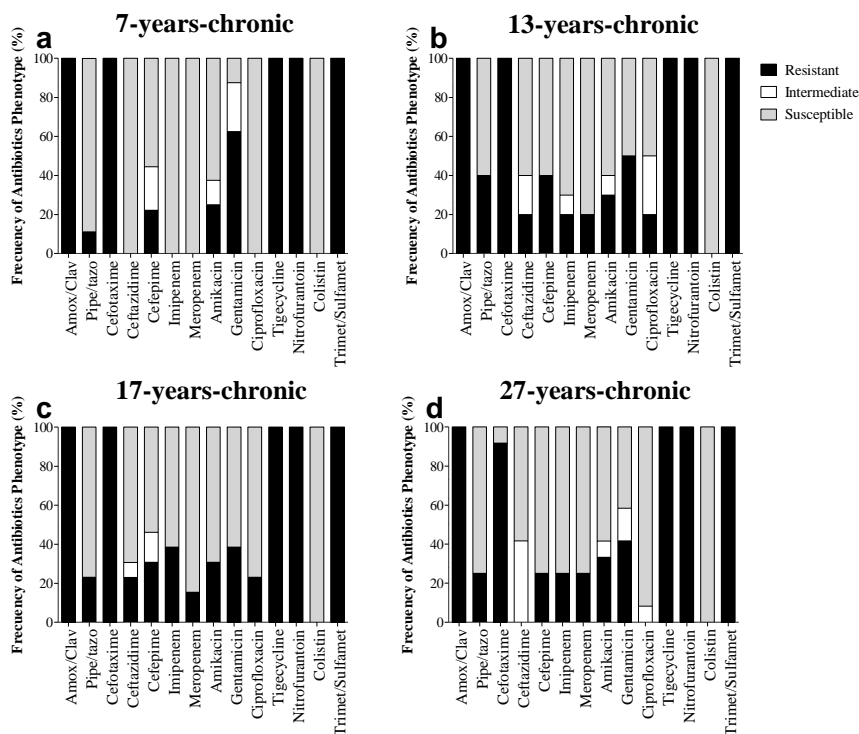 7-years-chronic
a
Frecuency of Antibiotics Phenotype (%)
100
80
60
40
20
0
Amox/Clav
Pipe/tazo
Cefotaxime
Ceftazidime
Cefepime
Imipenem
Meropenem
Amikacin
Gentamicin
Ciprofloxacin
Tigecycline
Nitrofurantoin
Colistin
Trimet/Sulfamet
13-years-chronic
b
Frecuency of Antibiotics Phenotype (%)
100
80
60
40
20
0
Amox/Clav
Pipe/tazo
Cefotaxime
Ceftazidime
Cefepime
Imipenem
Meropenem
Amikacin
Gentamicin
Ciprofloxacin
Tigecycline
Nitrofurantoin
Colistin
Trimet/Sulfamet
Resistant
Intermediate
Susceptible
17-years-chronic
c
Frecuency of Antibiotics Phenotype (%)
100
80
60
40
20
0
Amox/Clav
Pipe/tazo
Cefotaxime
Ceftazidime
Cefepime
Imipenem
Meropenem
Amikacin
Gentamicin
Ciprofloxacin
Tigecycline
Nitrofurantoin
Colistin
Trimet/Sulfamet
27-years-chronic
d
Frecuency of Antibiotics Phenotype (%)
100
80
60
40
20
0
Amox/Clav
Pipe/tazo
Cefotaxime
Ceftazidime
Cefepime
Imipenem
Meropenem
Amikacin
Gentamicin
Ciprofloxacin
Tigecycline
Nitrofurantoin
Colistin
Trimet/Sulfamet